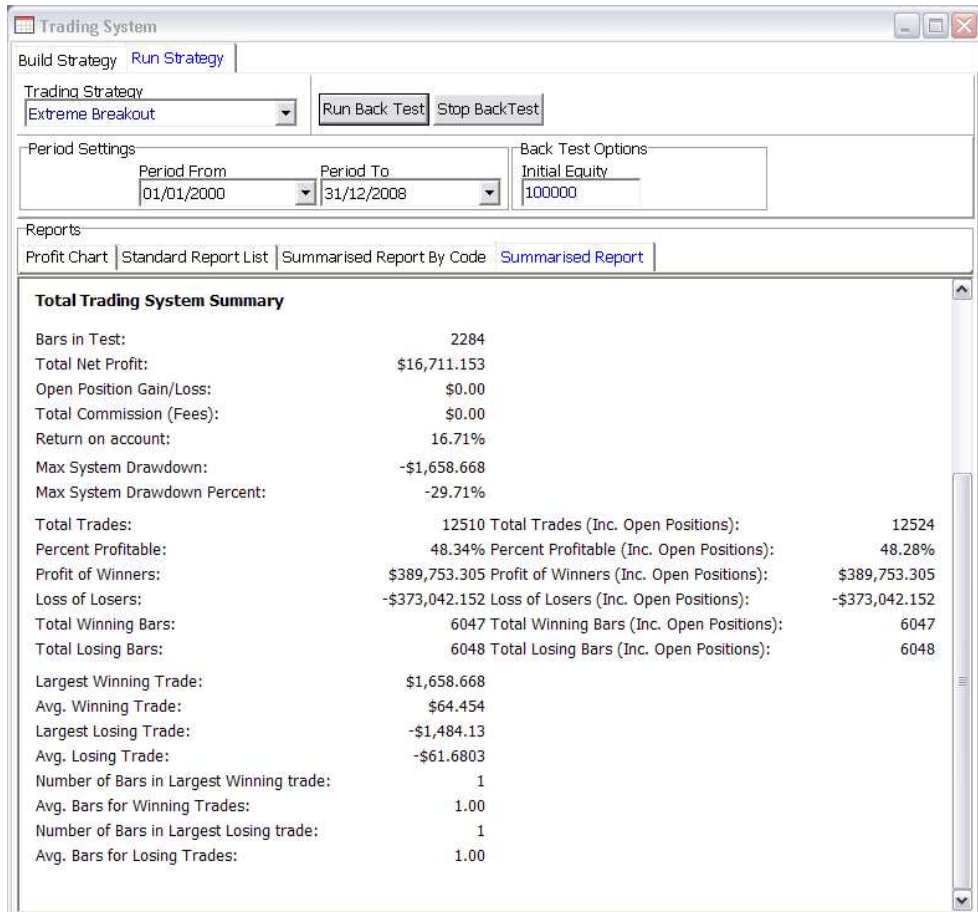 Trading System
Build Strategy Run Strategy
Trading Strategy
Extreme Breakout Run Back Test Stop BackTest
Period Settings Back Test Options
Period From Period To Initial Equity
01/01/2000 31/12/2008 100000
Reports
Profit Chart Standard Report List Summarised Report By Code Summarised Report
Total Trading System Summary
Bars in Test: 2284
Total Net Profit: $16,711.153
Open Position Gain/Loss: $0.00
Total Commission (Fees): $0.00
Return on account: 16.71%
Max System Drawdown: -$1,658.668
Max System Drawdown Percent: -29.71%
Total Trades: 12510 Total Trades (Inc. Open Positions): 12524
Percent Profitable: 48.34% Percent Profitable (Inc. Open Positions): 48.28%
Profit of Winners: $389,753.305 Profit of Winners (Inc. Open Positions): $389,753.305
Loss of Losers: -$373,042.152 Loss of Losers (Inc. Open Positions): -$373,042.152
Total Winning Bars: 6047 Total Winning Bars (Inc. Open Positions): 6047
Total Losing Bars: 6048 Total Losing Bars (Inc. Open Positions): 6048
Largest Winning Trade: $1,658.668
Avg. Winning Trade: $64.454
Largest Losing Trade: -$1,484.13
Avg. Losing Trade: -$61.6803
Number of Bars in Largest Winning trade: 1
Avg. Bars for Winning Trades: 1.00
Number of Bars in Largest Losing trade: 1
Avg. Bars for Losing Trades: 1.00